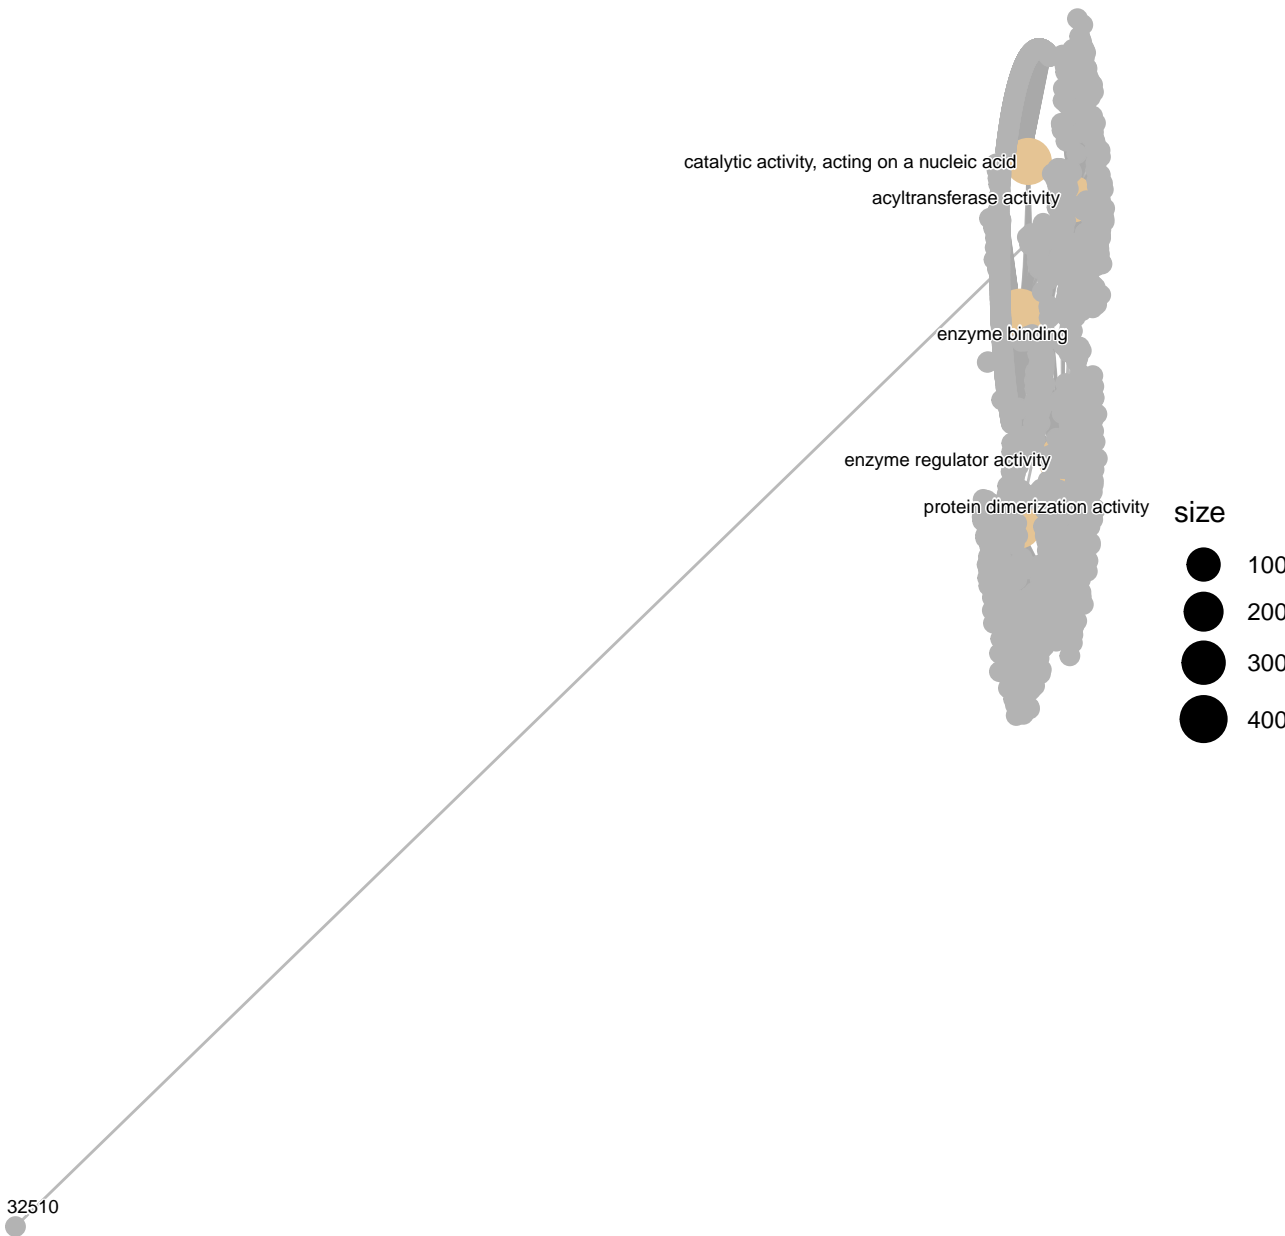 catalytic activity, acting on a nucleic acid
acyltransferase activity
enzyme binding
enzyme regulator activity
protein dimerization activity
size
100
200
300
400
32510